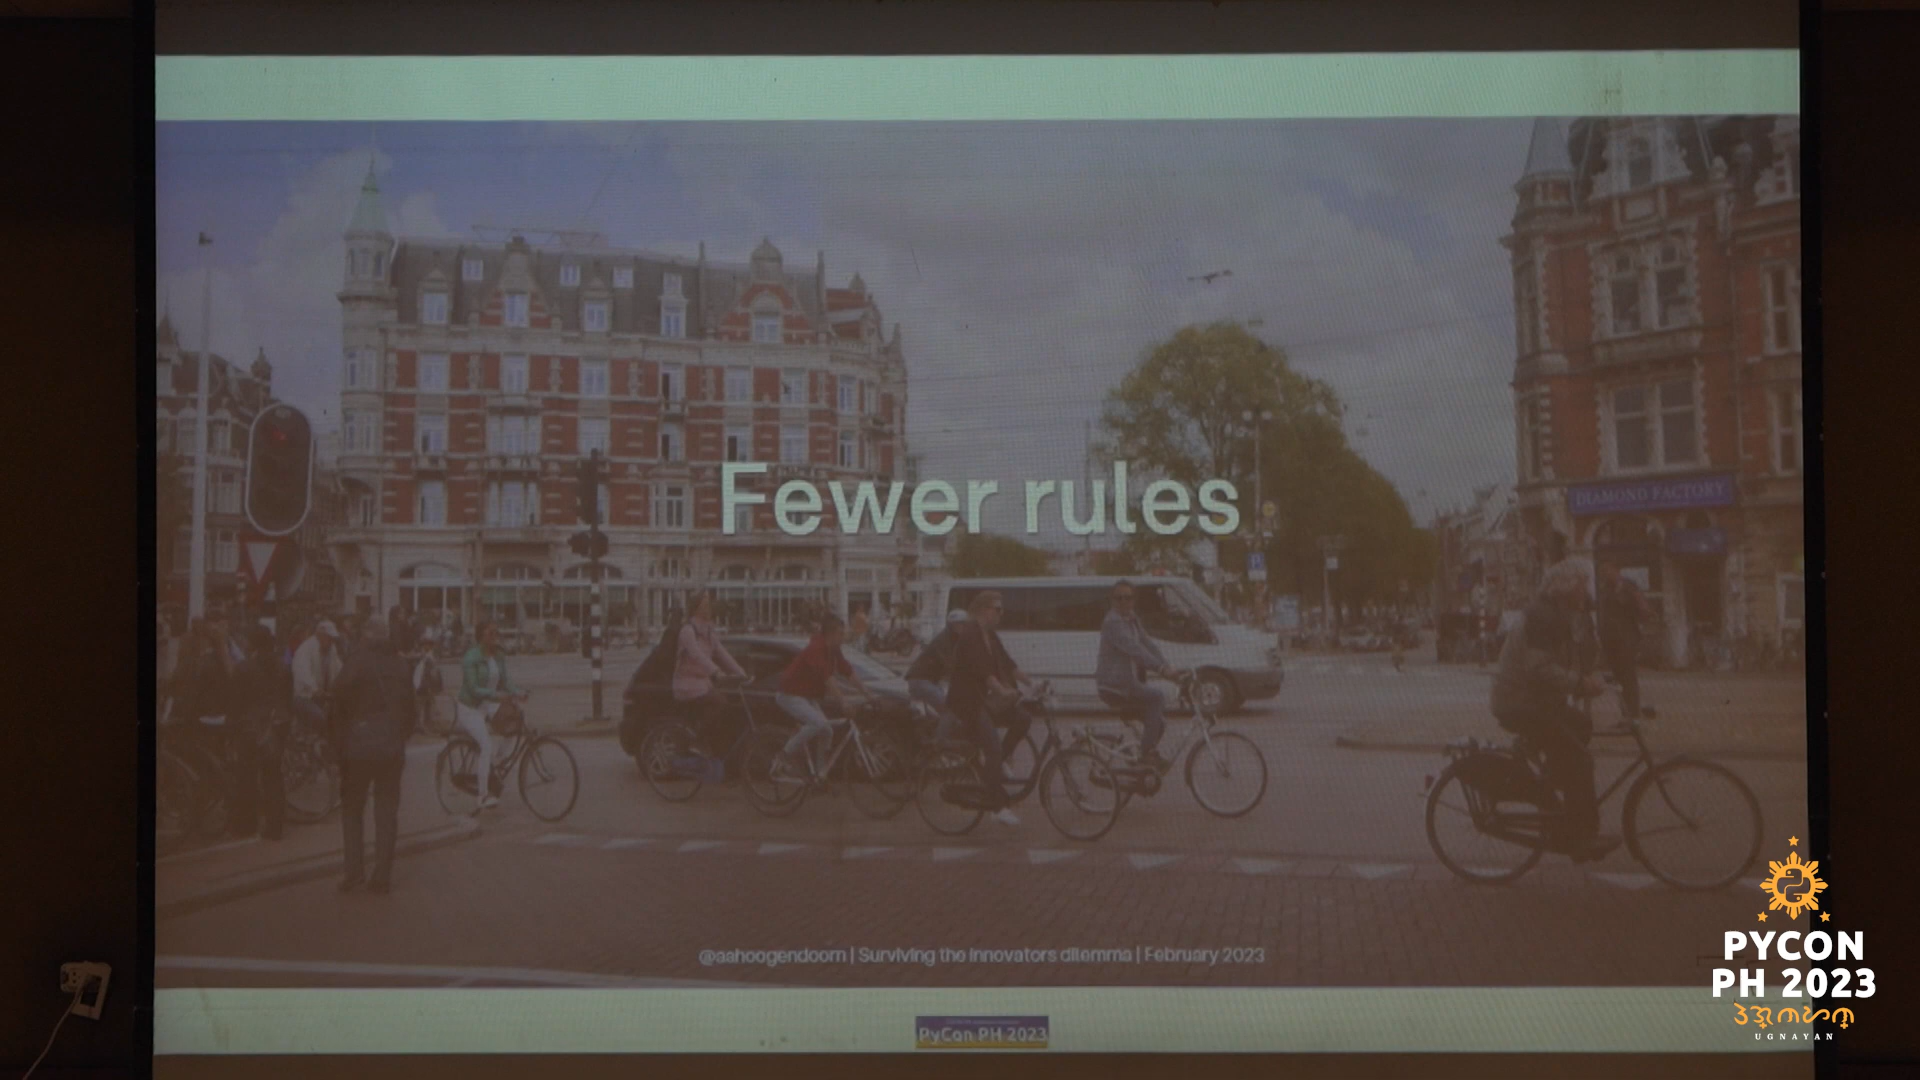 Fewer rules
DIAMOND FACTORY
@aahoogendoorn | Surviving the innovators dilemma | February 2023
PyCon PH 2023
PYCON
PH 2023
UGNAYAN